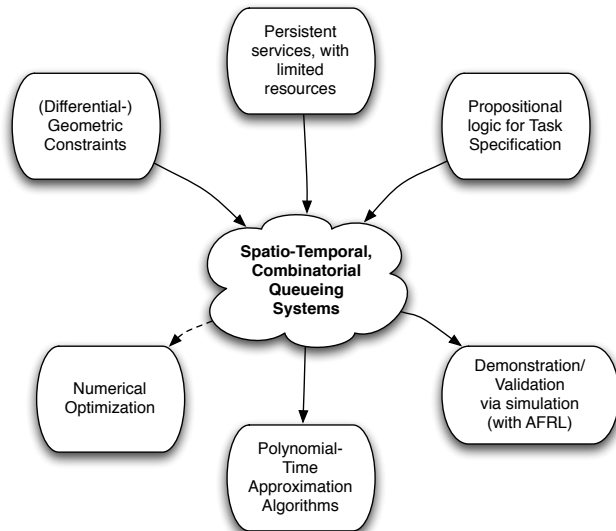 Persistent
services, with
limited
resources
(Differential-)
Geometric
Constraints
Propositional
logic for Task
Specification
Spatio-Temporal,
Combinatorial
Queueing
Systems
Numerical
Optimization
Demonstration/
Validation
via simulation
(with AFRL)
Polynomial-
Time
Approximation
Algorithms